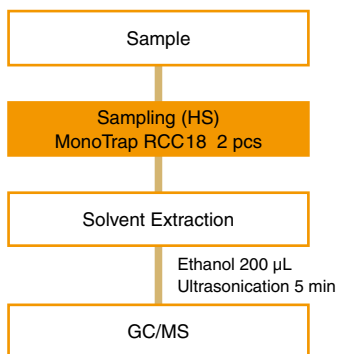 Sample
Sampling (HS)
MonoTrap RCC18 2 pcs
Solvent Extraction
Ethanol 200 µL
Ultrasonication 5 min
GC/MS